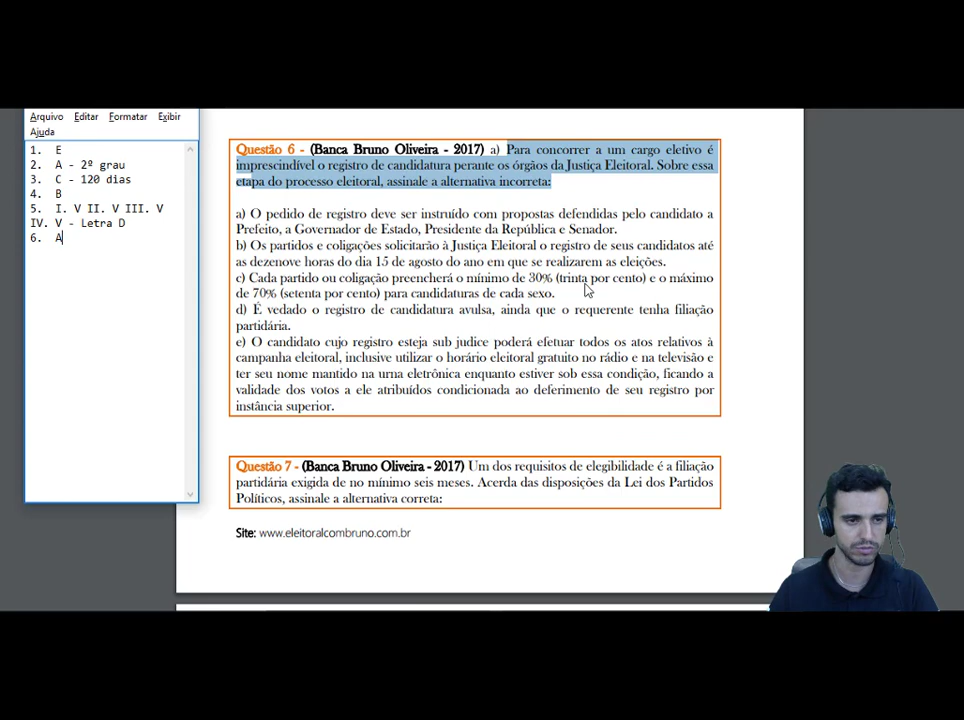 Arquivo Editar Formatar Exibir
Ajuda
1. E
2. A - 2º grau
3. C - 120 dias
4. B
5. I. V II. V III. V
IV. V - Letra D
6. A
Questão 6 - (Banca Bruno Oliveira - 2017) a) Para concorrer a um cargo eletivo é
imprescindível o registro de candidatura perante os órgãos da Justiça Eleitoral. Sobre essa
etapa do processo eleitoral, assinale a alternativa incorreta:
a) O pedido de registro deve ser instruído com propostas defendidas pelo candidato a
Prefeito, a Governador de Estado, Presidente da República e Senador.
b) Os partidos e coligações solicitarão à Justiça Eleitoral o registro de seus candidatos até
as dezenove horas do dia 15 de agosto do ano em que se realizarem as eleições.
c) Cada partido ou coligação preencherá o mínimo de 30% (trinta por cento) e o máximo
de 70% (setenta por cento) para candidaturas de cada sexo.
d) É vedado o registro de candidatura avulsa, ainda que o requerente tenha filiação
partidária.
e) O candidato cujo registro esteja sub judice poderá efetuar todos os atos relativos à
campanha eleitoral, inclusive utilizar o horário eleitoral gratuito no rádio e na televisão e
ter seu nome mantido na urna eletrônica enquanto estiver sob essa condição, ficando a
validade dos votos a ele atribuídos condicionada ao deferimento de seu registro por
instância superior.
Questão 7 - (Banca Bruno Oliveira - 2017) Um dos requisitos de elegibilidade é a filiação
partidária exigida de no mínimo seis meses. Acerda das disposições da Lei dos Partidos
Políticos, assinale a alternativa correta:
Site: www.eleitoralcombruno.com.br